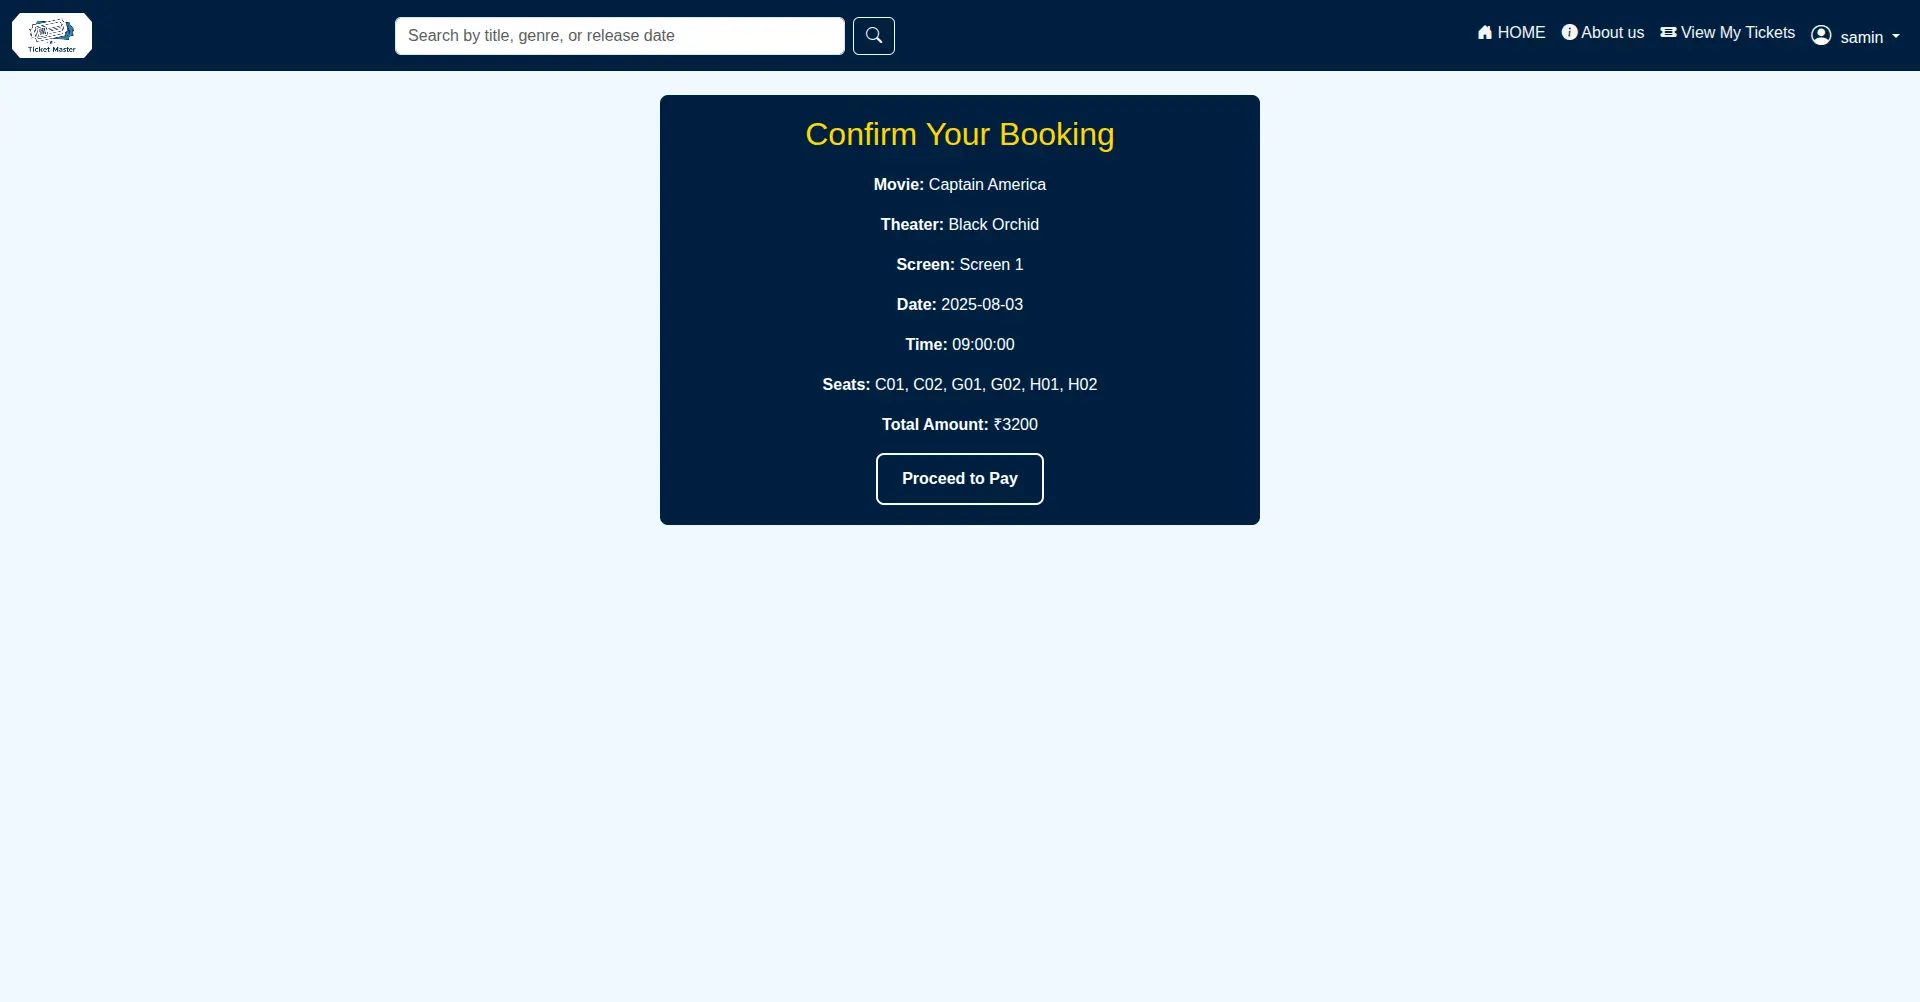 Ticket Master
Search by title, genre, or release date
HOME
About us
View My Tickets
samin
Confirm Your Booking
Movie: Captain America
Theater: Black Orchid
Screen: Screen 1
Date: 2025-08-03
Time: 09:00:00
Seats: C01, C02, G01, G02, H01, H02
Total Amount: ₹3200
Proceed to Pay